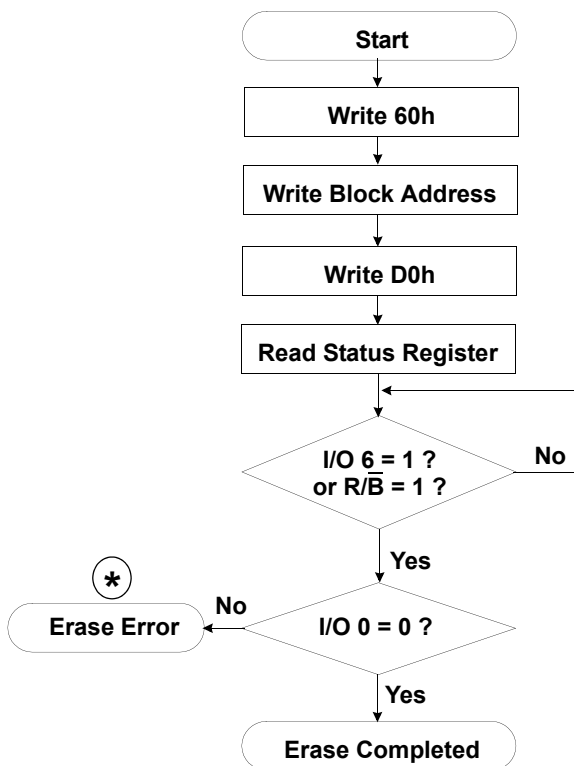 Start
Write 60h
Write Block Address
Write D0h
Read Status Register
I/O 6 = 1 ?
or R/B̅ = 1 ?
No
Yes
*
No
Erase Error
I/O 0 = 0 ?
Yes
Erase Completed